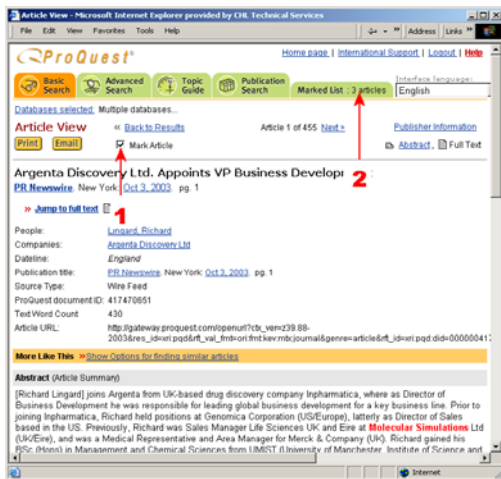 Article View - Microsoft Internet Explorer provided by CHL Technical Services
File Edit View Favorites Tools Help Address Links
ProQuest®
Home page | International Support | Logout | Help
Basic Search
Advanced Search
Topic Guide
Publication Search
Marked List : 3 articles
Interface language:
English
Databases selected: Multiple databases...
Article View « Back to Results Article 1 of 455 Next > Publisher Information
Print Email Mark Article Abstract , Full Text
Argenta Discovery Ltd. Appoints VP Business Developr :
2
PR Newswire. New York: Oct 3, 2003. pg. 1
» Jump to full text
1
People: Lingard, Richard
Companies: Argenta Discovery Ltd
Dateline: England
Publication title: PR Newswire. New York: Oct 3, 2003. pg. 1
Source Type: Wire Feed
ProQuest document ID: 417470651
Text Word Count 430
Article URL: http://gateway.proquest.com/openurl?ctx_ver=z39.88-
2003&res_id=xri:pqd&rft_val_fmt=ori:fmt:kev:mtx:journal&genre=article&rft_id=xri:pqd:did=000000417
More Like This »Show Options for finding similar articles
Abstract (Article Summary)
[Richard Lingard] joins Argenta from UK-based drug discovery company Inpharmatica, where as Director of
Business Development he was responsible for leading global business development for a key business line. Prior to
joining Inpharmatica, Richard held positions at Genomica Corporation (US/Europe), latterly as Director of Sales
based in the US. Previously, Richard was Sales Manager Life Sciences UK and Eire at Molecular Simulations Ltd
(UK/Eire), and was a Medical Representative and Area Manager for Merck & Company (UK). Richard gained his
BSc (Hons) in Management and Chemical Sciences from UMIST (University of Manchester, Institute of Science and
Internet